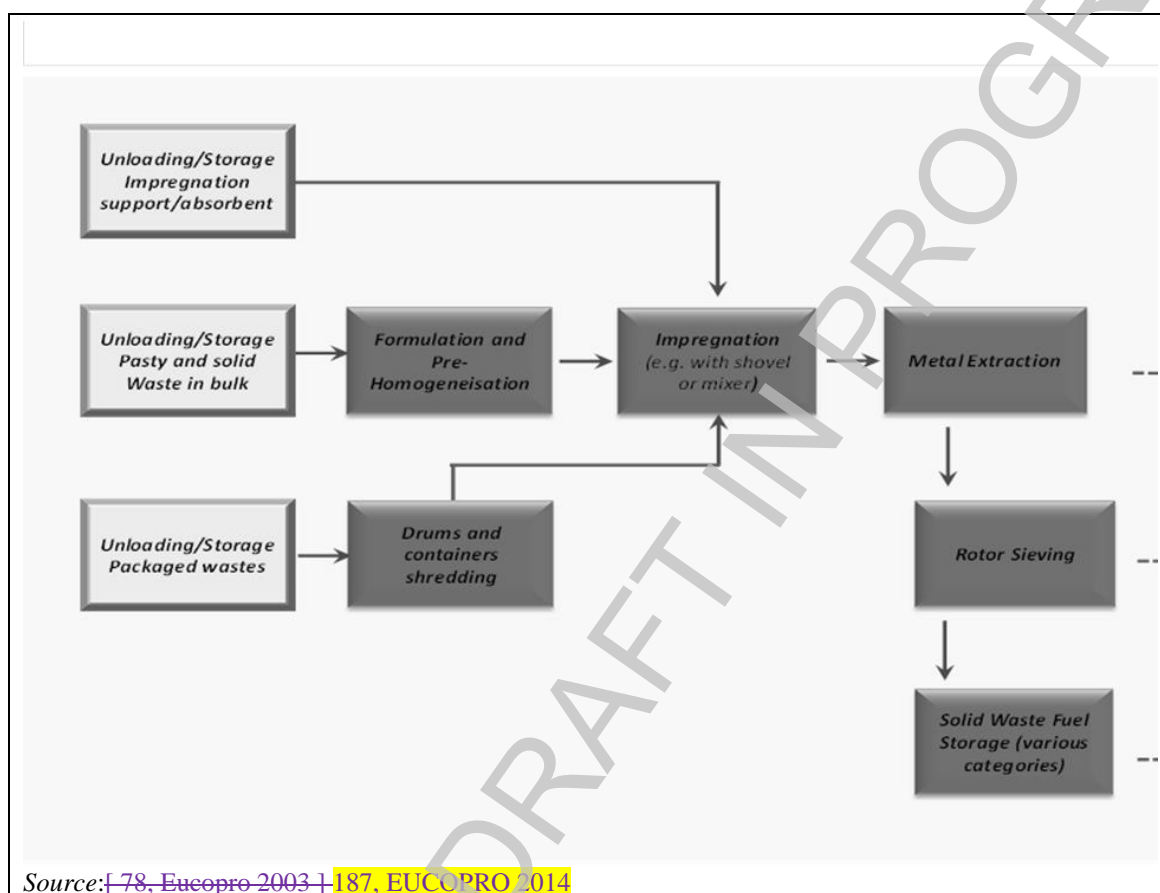 Unloading/Storage
Impregnation
support/absorbent
Unloading/Storage
Pasty and solid
Waste in bulk
Formulation and
Pre-
Homogeneisation
Impregnation
(e.g. with shovel
or mixer)
Metal Extraction
Unloading/Storage
Packaged wastes
Drums and
containers
shredding
Rotor Sieving
Solid Waste Fuel
Storage (various
categories)
DRAFT IN PROGR
Source:[ 78, Eucopro 2003 ] 187, EUCOPRO 2014